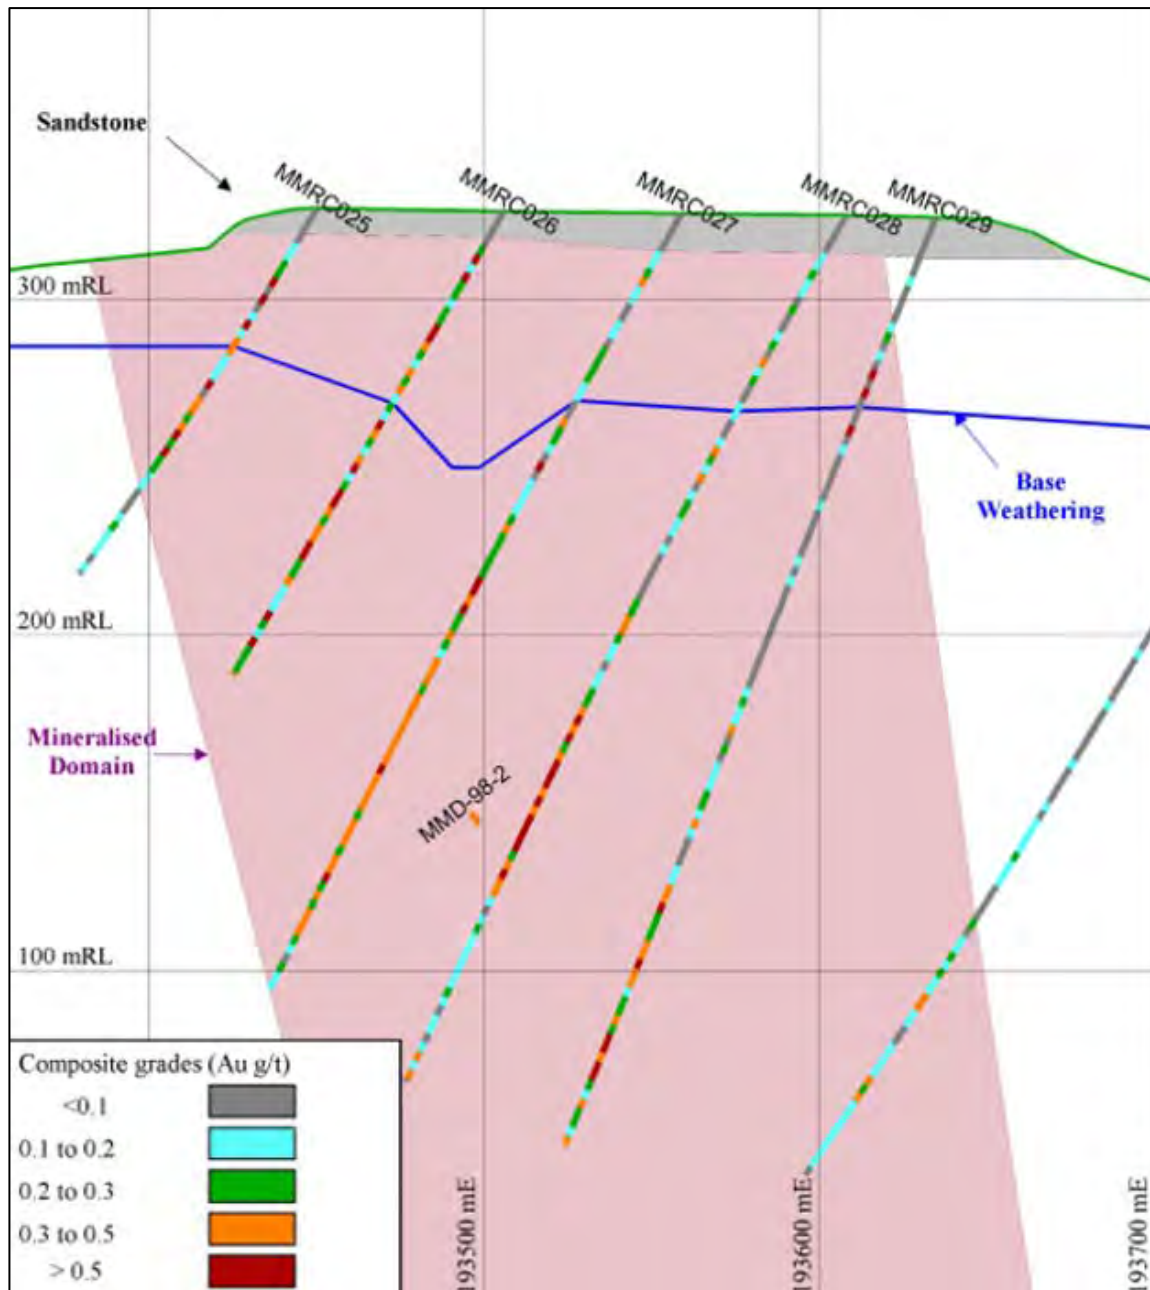 Sandstone
MMRC025
MMRC026
MMRC027
MMRC028
MMRC029
300 mRL
Base
Weathering
200 mRL
Mineralised
Domain
MMD-98-2
100 mRL
Composite grades (Au g/t)
<0.1
0.1 to 0.2
0.2 to 0.3
0.3 to 0.5
> 0.5
193500 mE
193600 mE
193700 mE